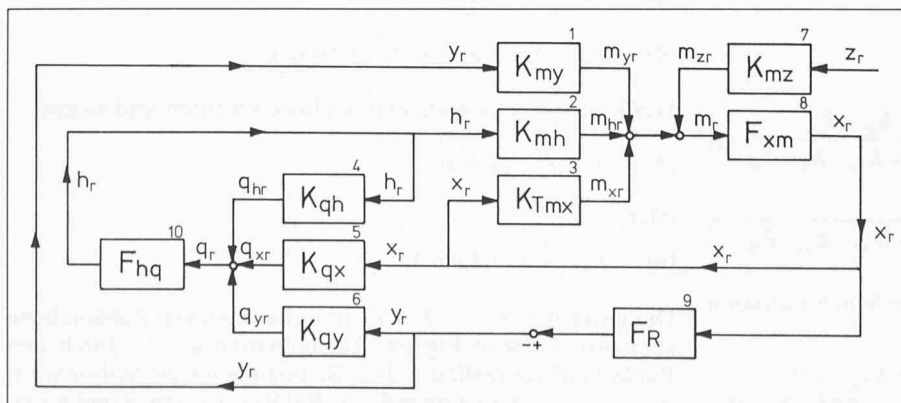 1 7
y_r K_my m_yr m_zr K_mz z_r
2 8
h_r K_mh m_hr m_r F_xm x_r
4 3
h_r q_hr K_qh h_r x_r K_Tmx m_xr
10 5
F_hq q_r q_xr K_qx x_r x_r x_r
6 9
q_yr K_qy y_r -+ F_R
y_r